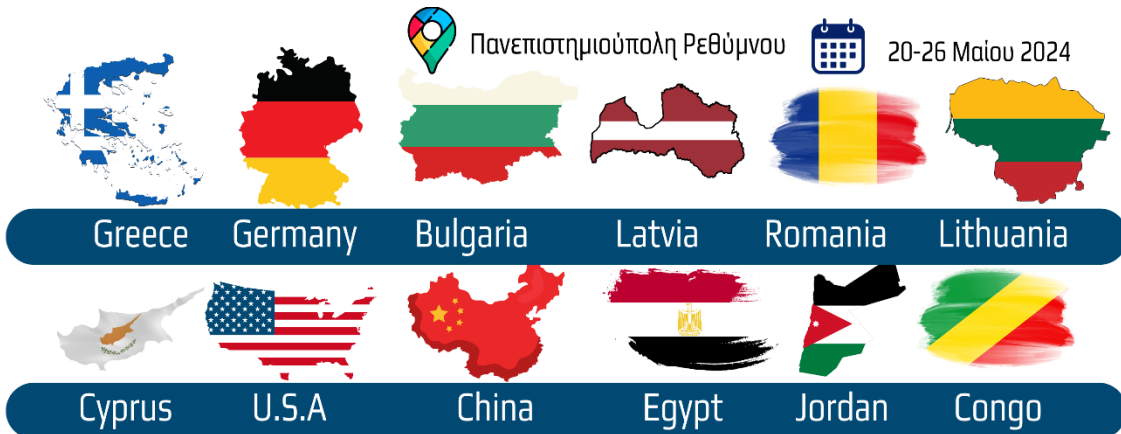 Πανεπιστημιούπολη Ρεθύμνου
20-26 Μαίου 2024
Greece Germany Bulgaria Latvia Romania Lithuania
Cyprus U.S.A China Egypt Jordan Congo